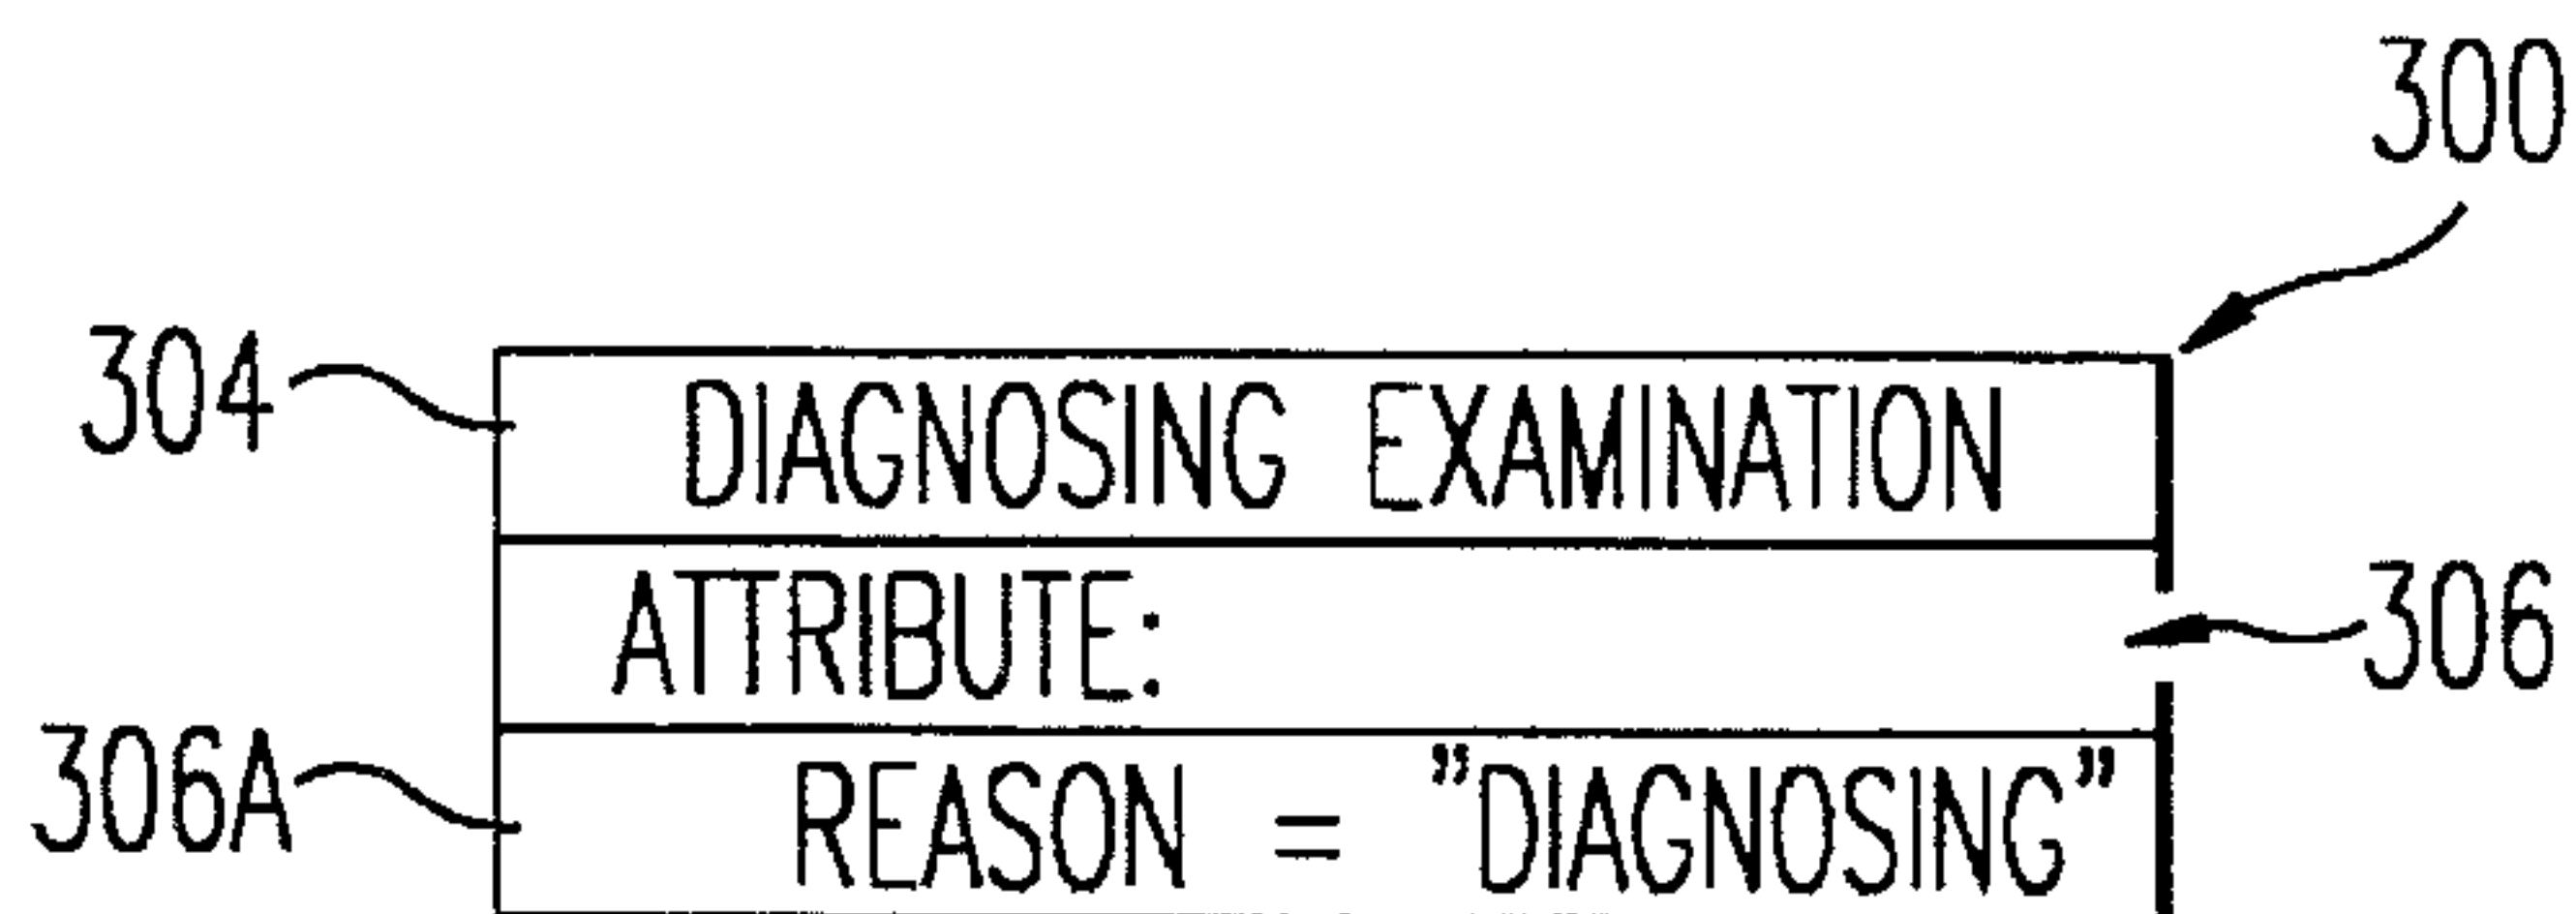 300
304 DIAGNOSING EXAMINATION
ATTRIBUTE: 306
306A REASON = "DIAGNOSING"